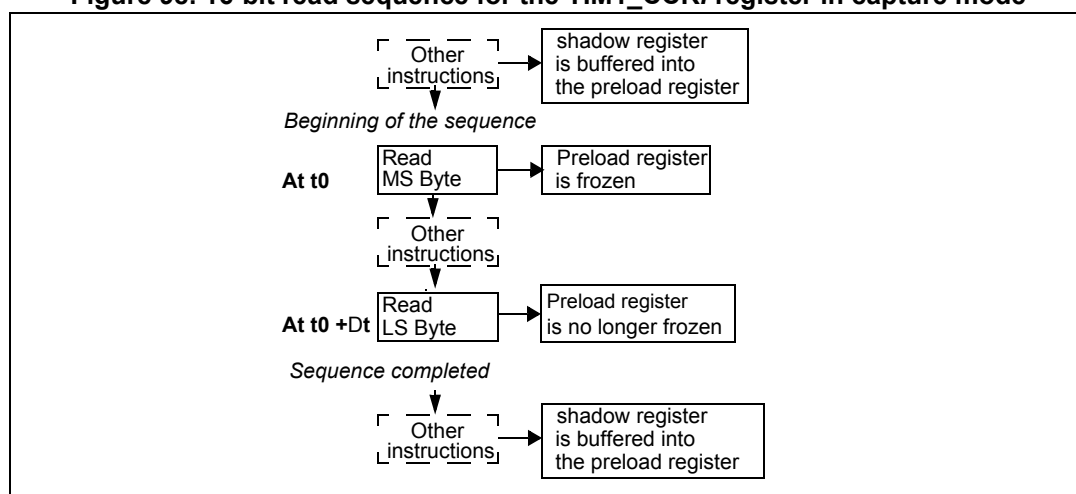 Other
instructions
shadow register
is buffered into
the preload register
Beginning of the sequence
At t0
Read
MS Byte
Preload register
is frozen
Other
instructions
At t0 +Dt
Read
LS Byte
Preload register
is no longer frozen
Sequence completed
Other
instructions
shadow register
is buffered into
the preload register